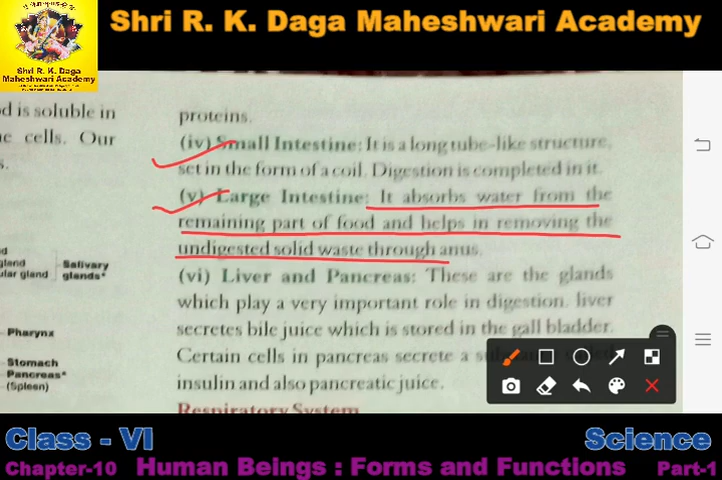 Shri R. K. Daga Maheshwari Academy
Shri R. K. Daga
Maheshwari Academy
d is soluble in
e cells. Our
s.
d
gland
ular gland
Salivary
glands*
Pharynx
Stomach
Pancreas*
(Spleen)
proteins.
(iv) Small Intestine: It is a long tube-like structure,
set in the form of a coil. Digestion is completed in it.
(v) Large Intestine: It absorbs water from the
remaining part of food and helps in removing the
undigested solid waste through anus.
(vi) Liver and Pancreas: These are the glands
which play a very important role in digestion. liver
secretes bile juice which is stored in the gall bladder.
Certain cells in pancreas secrete a
insulin and also pancreatic juice.
Respiratory System
Class - VI
Science
Chapter-10 Human Beings : Forms and Functions Part-1